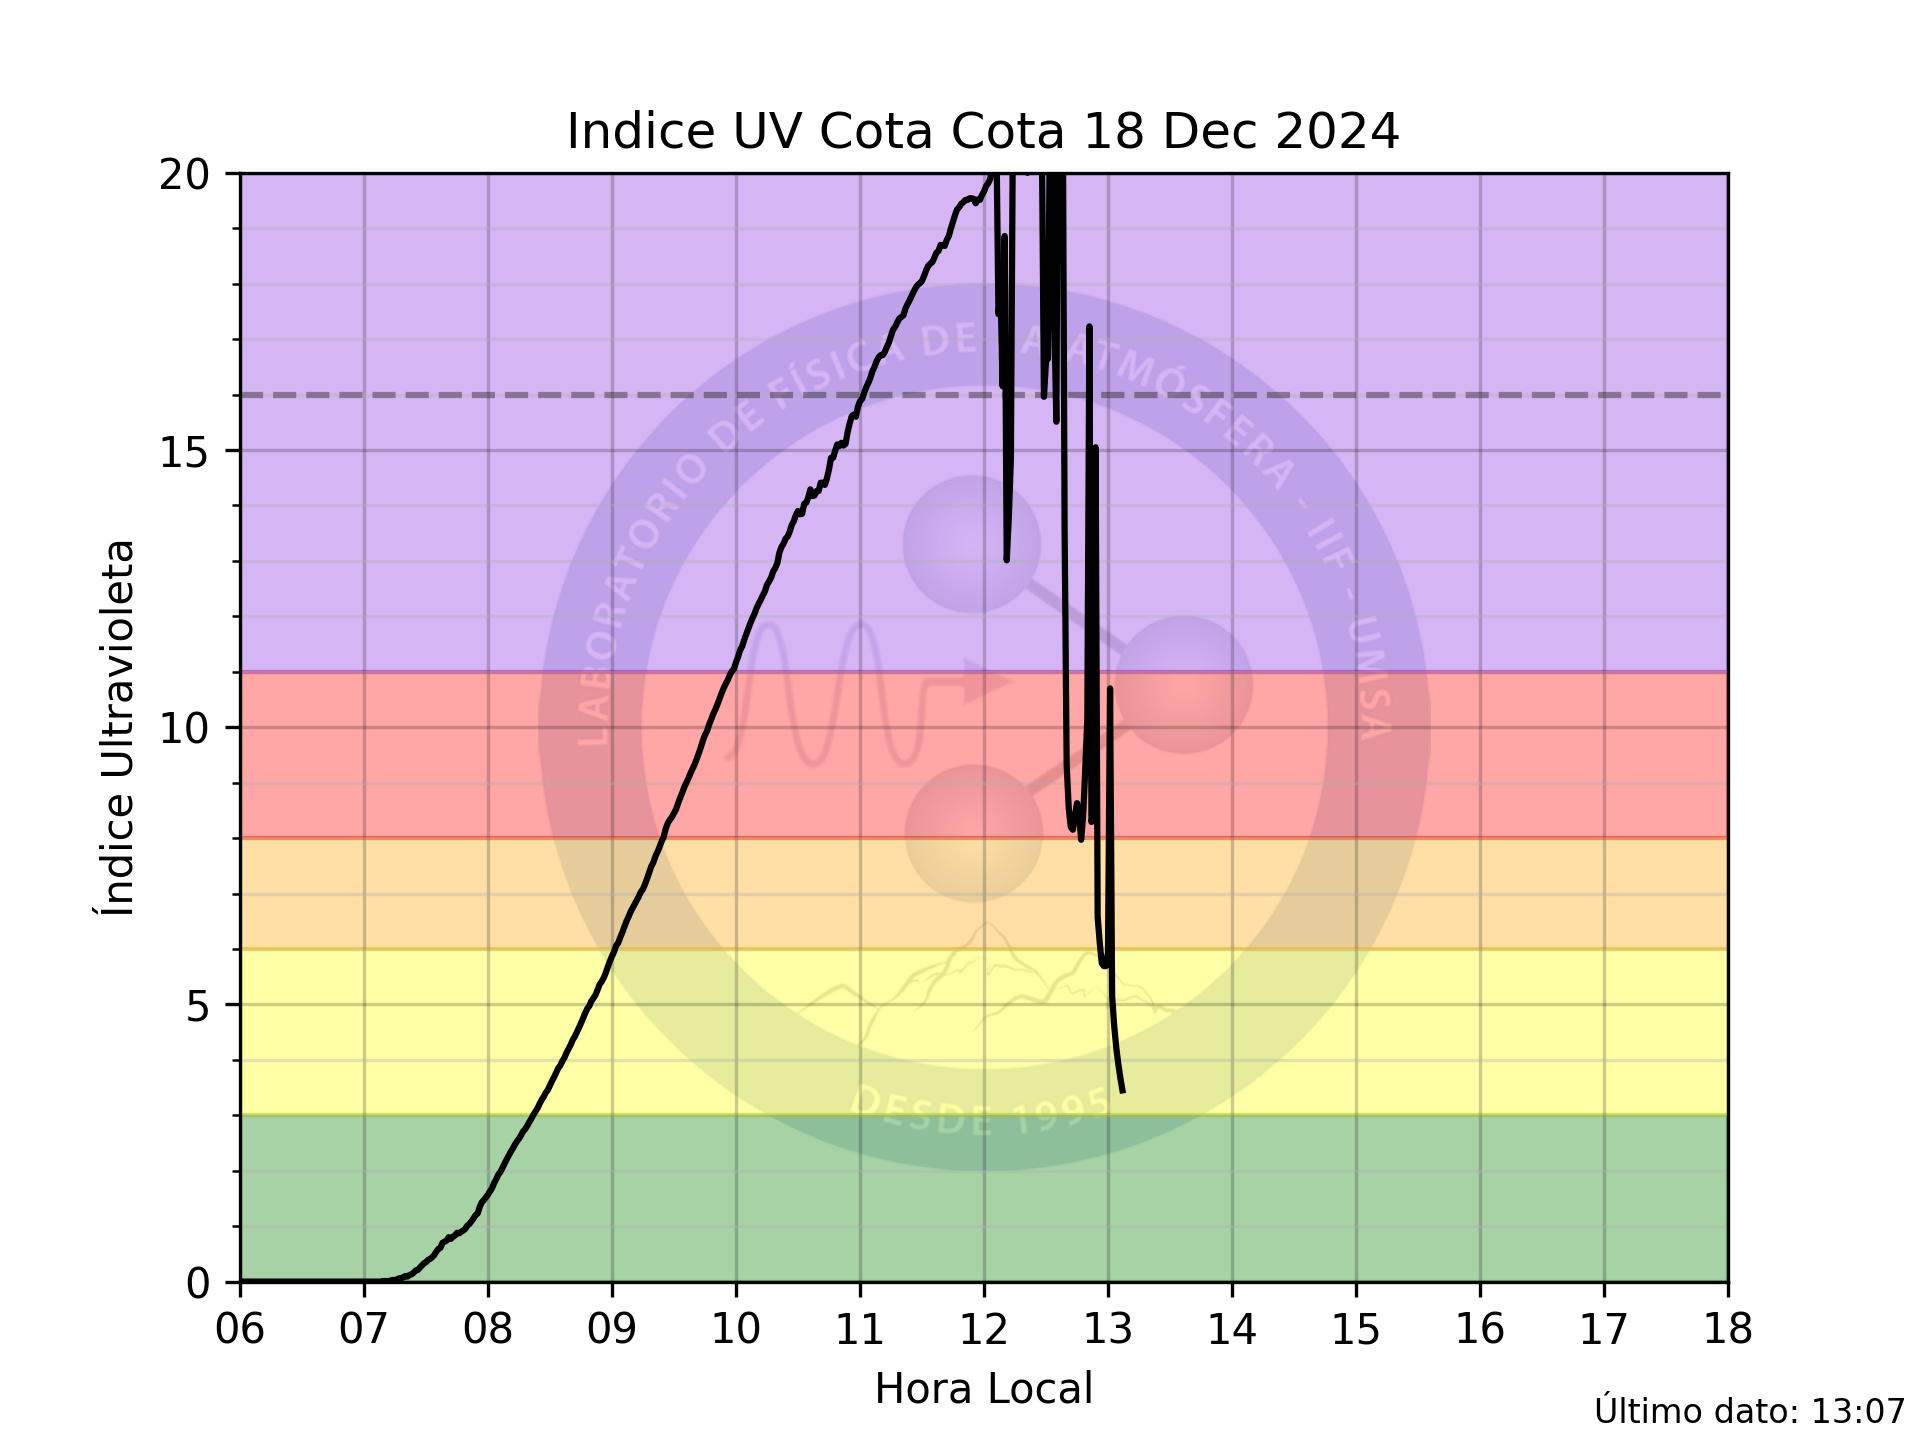 Indice UV Cota Cota 18 Dec 2024
20
15
10
5
0
Índice Ultravioleta
LABORATORIO DE FÍSICA DE LA ATMÓSFERA - IIF - UMSA
DESDE 1995
06 07 08 09 10 11 12 13 14 15 16 17 18
Hora Local
Último dato: 13:07